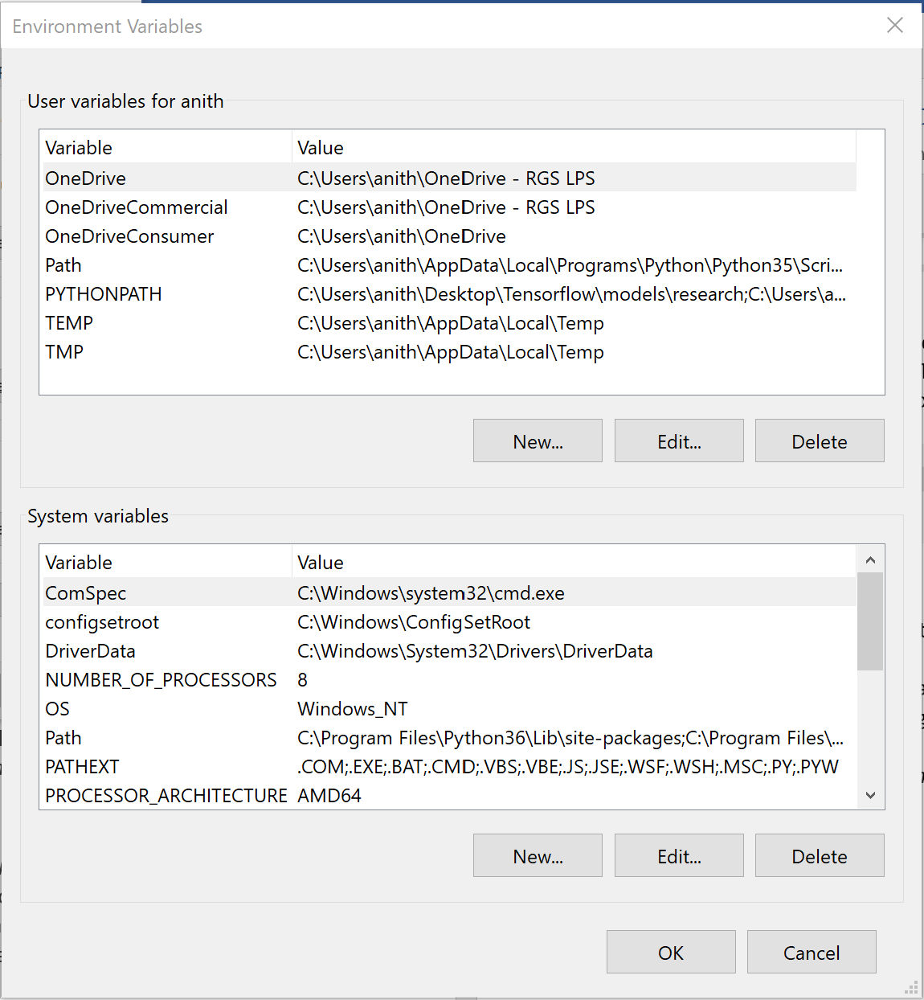 Environment Variables
User variables for anith
Variable Value
OneDrive C:\Users\anith\OneDrive - RGS LPS
OneDriveCommercial C:\Users\anith\OneDrive - RGS LPS
OneDriveConsumer C:\Users\anith\OneDrive
Path C:\Users\anith\AppData\Local\Programs\Python\Python35\Scri...
PYTHONPATH C:\Users\anith\Desktop\Tensorflow\models\research;C:\Users\a...
TEMP C:\Users\anith\AppData\Local\Temp
TMP C:\Users\anith\AppData\Local\Temp
New... Edit... Delete
System variables
Variable Value
ComSpec C:\Windows\system32\cmd.exe
configsetroot C:\Windows\ConfigSetRoot
DriverData C:\Windows\System32\Drivers\DriverData
NUMBER_OF_PROCESSORS 8
OS Windows_NT
Path C:\Program Files\Python36\Lib\site-packages;C:\Program Files\...
PATHEXT .COM;.EXE;.BAT;.CMD;.VBS;.VBE;.JS;.JSE;.WSF;.WSH;.MSC;.PY;.PYW
PROCESSOR_ARCHITECTURE AMD64
New... Edit... Delete
OK Cancel